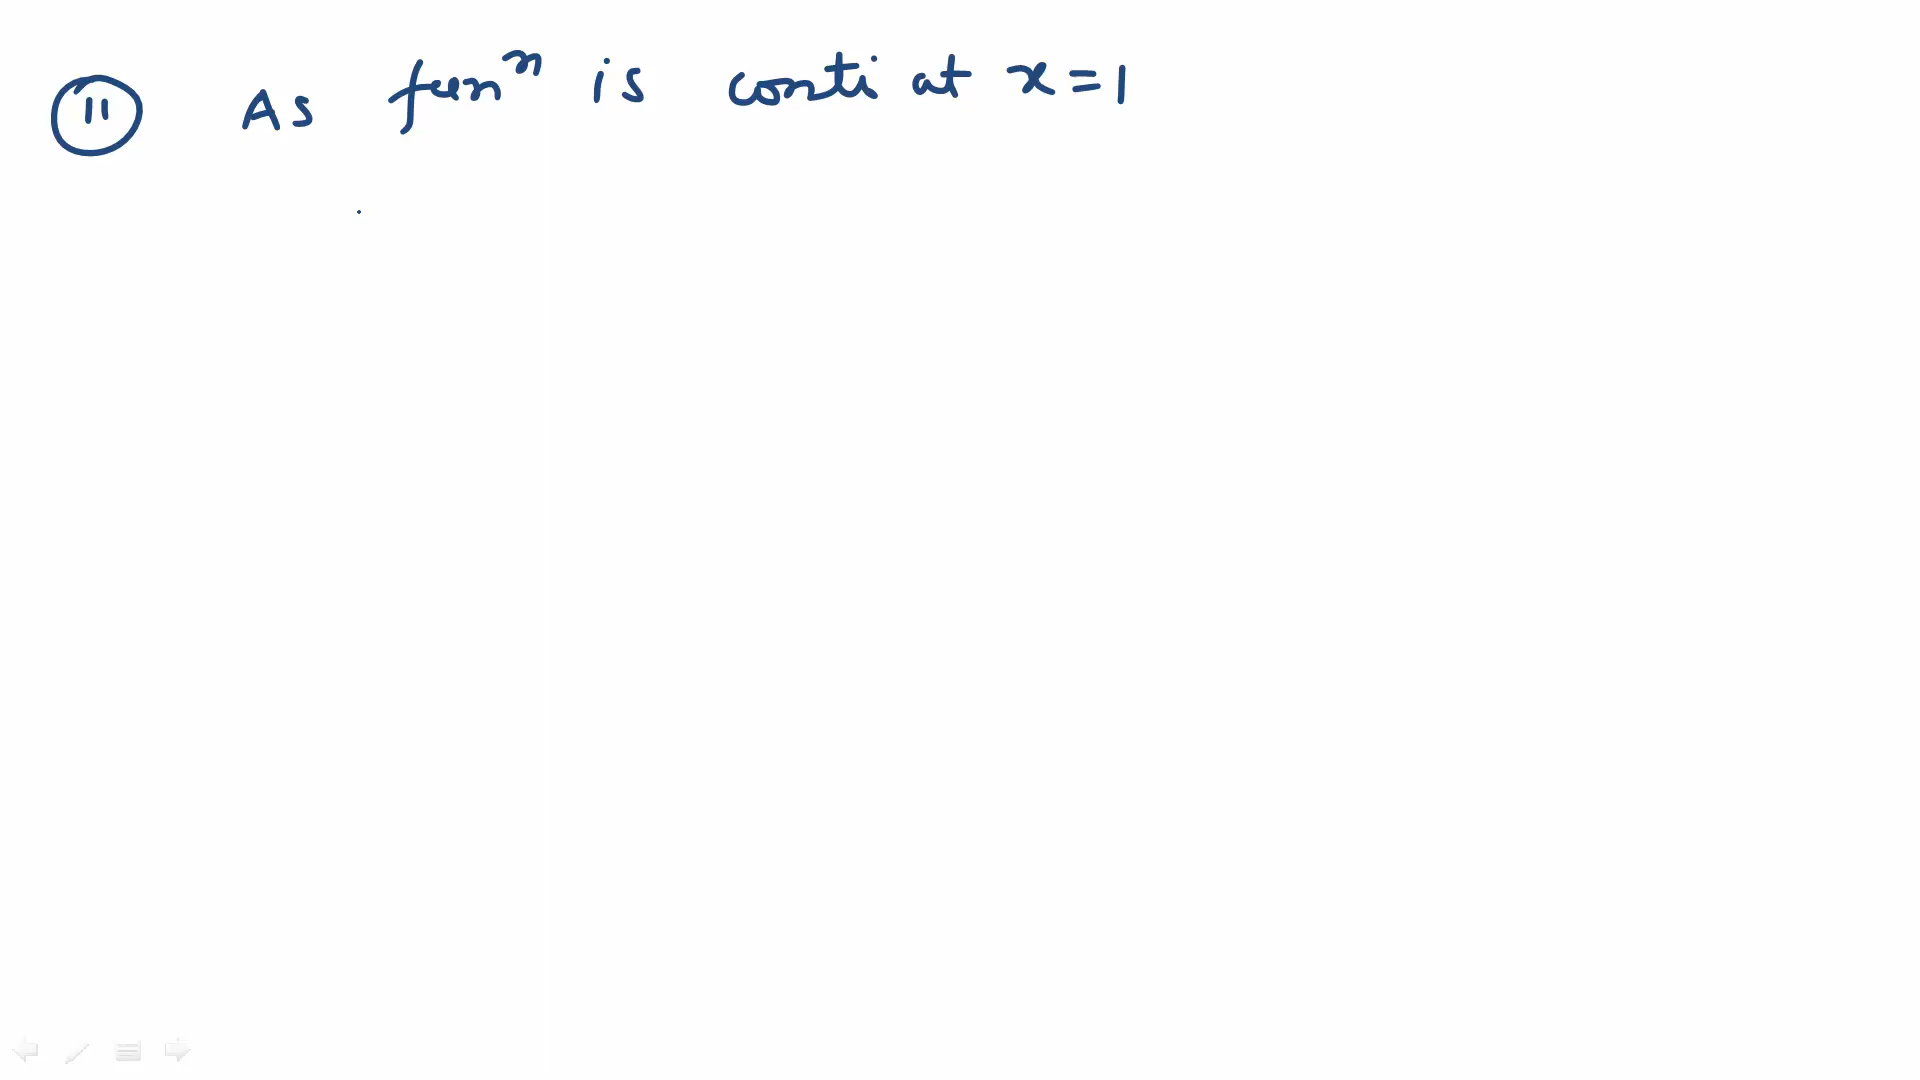 11 As funⁿ is conti at x=1